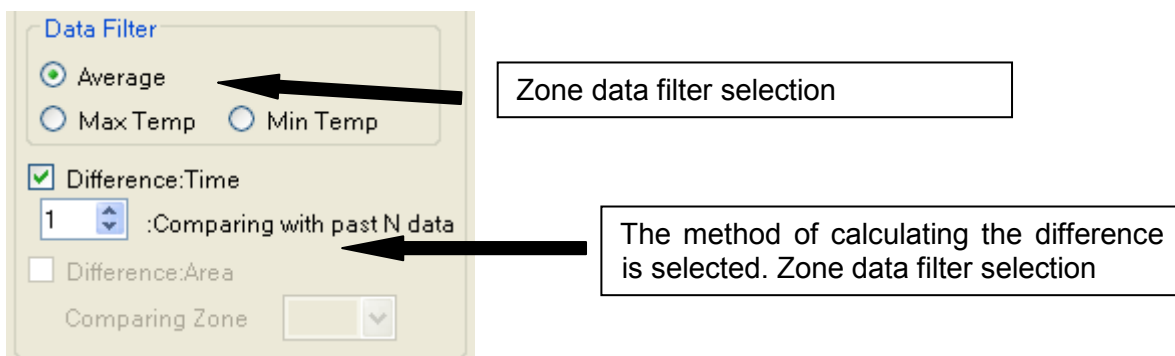 Data Filter
Average
Max Temp Min Temp
Zone data filter selection
Difference:Time
1 :Comparing with past N data
Difference:Area
Comparing Zone
The method of calculating the difference
is selected. Zone data filter selection